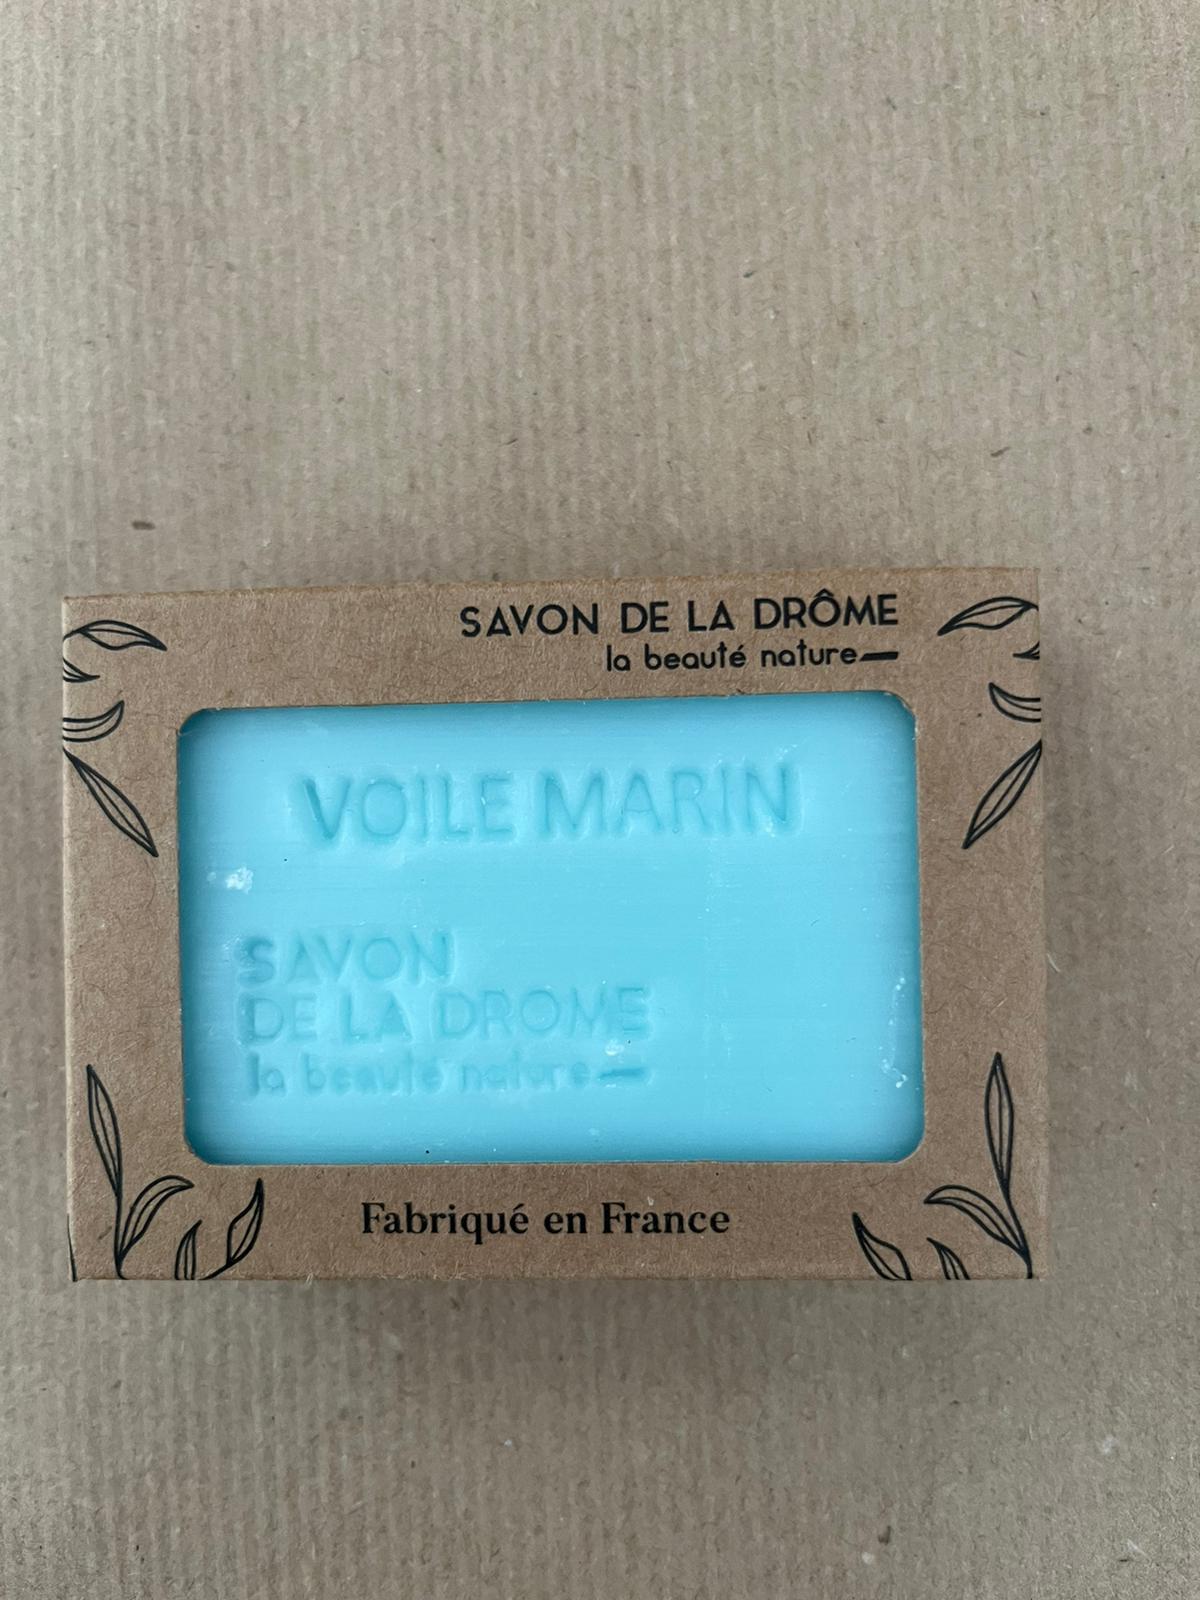 SAVON DE LA DRÔME
la beauté nature
VOILE MARIN
SAVON
DE LA DROME
la beauté nature
Fabriqué en France